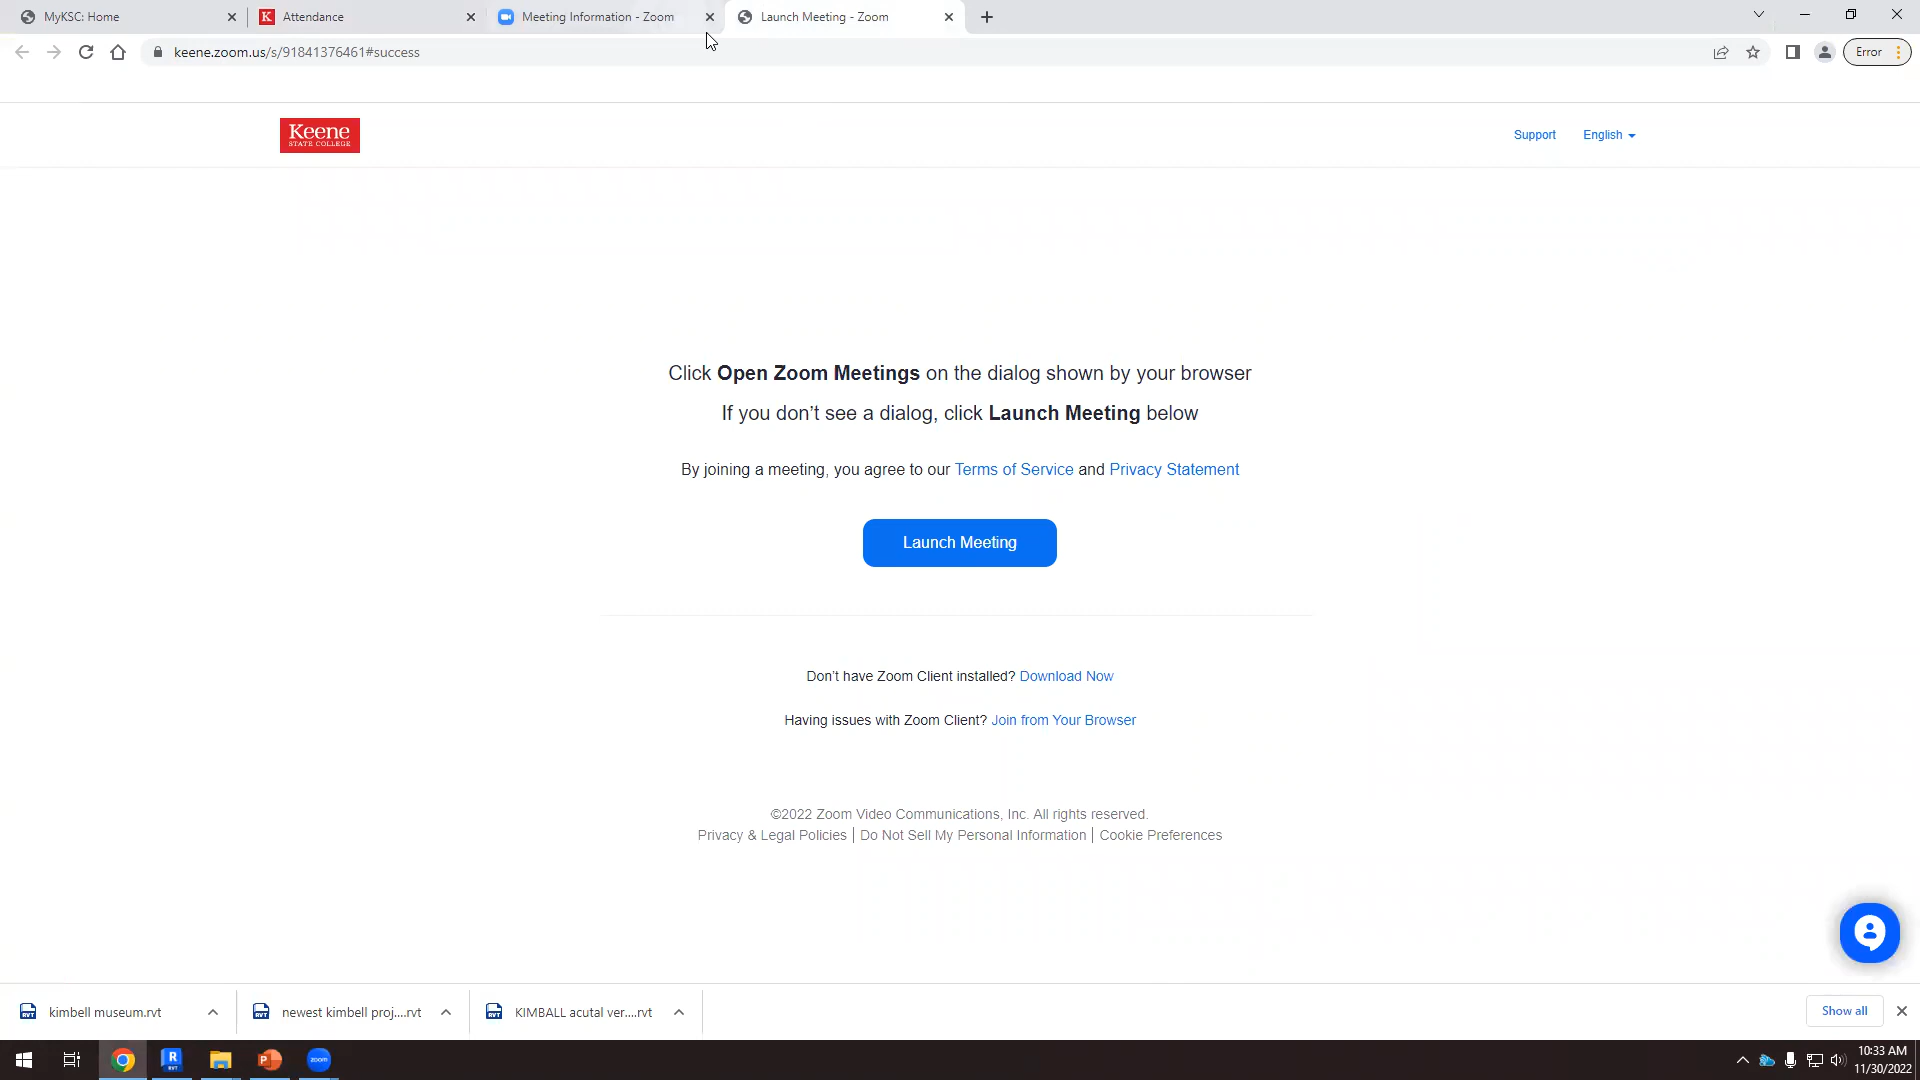 MyKSC: Home
Attendance
Meeting Information - Zoom
Launch Meeting - Zoom
keene.zoom.us/s/91841376461#success
Error
Keene
STATE COLLEGE
Support
English
Click Open Zoom Meetings on the dialog shown by your browser
If you don’t see a dialog, click Launch Meeting below
By joining a meeting, you agree to our Terms of Service and Privacy Statement
Launch Meeting
Don’t have Zoom Client installed? Download Now
Having issues with Zoom Client? Join from Your Browser
©2022 Zoom Video Communications, Inc. All rights reserved.
Privacy & Legal Policies | Do Not Sell My Personal Information | Cookie Preferences
kimbell museum.rvt
newest kimbell proj....rvt
KIMBALL acutal ver....rvt
Show all
10:33 AM
11/30/2022